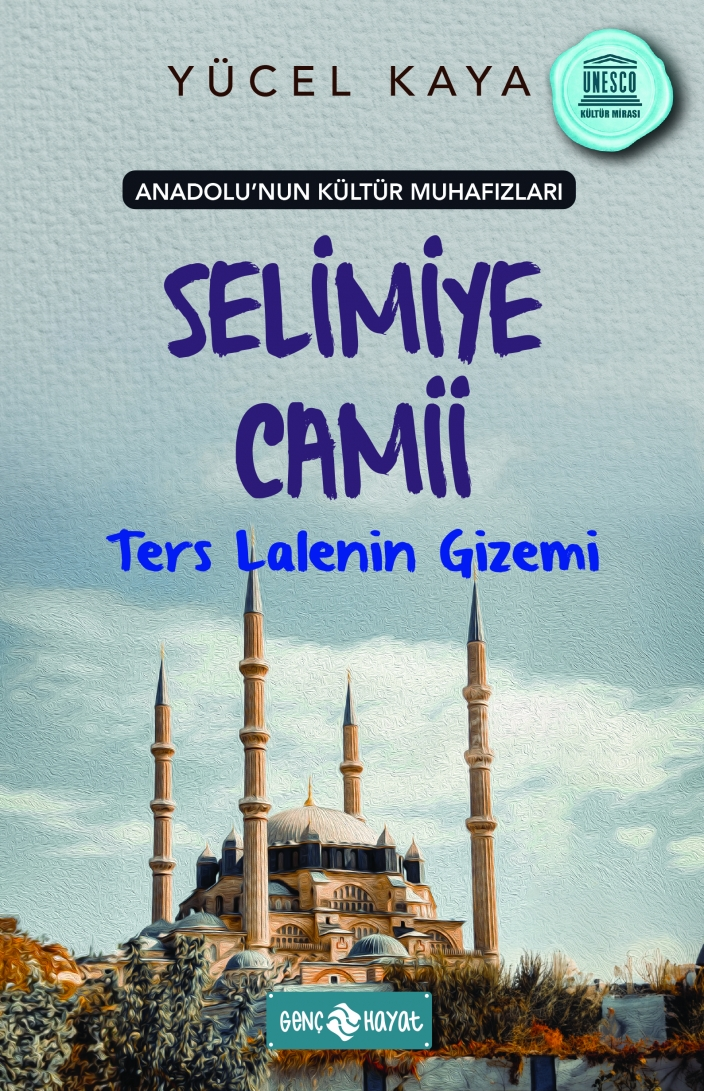 YÜCEL KAYA
UNESCO
KÜLTÜR MİRASI
ANADOLU'NUN KÜLTÜR MUHAFIZLARI
SELİMİYE
CAMİİ
Ters Lalenin Gizemi
GENÇ HAYAT